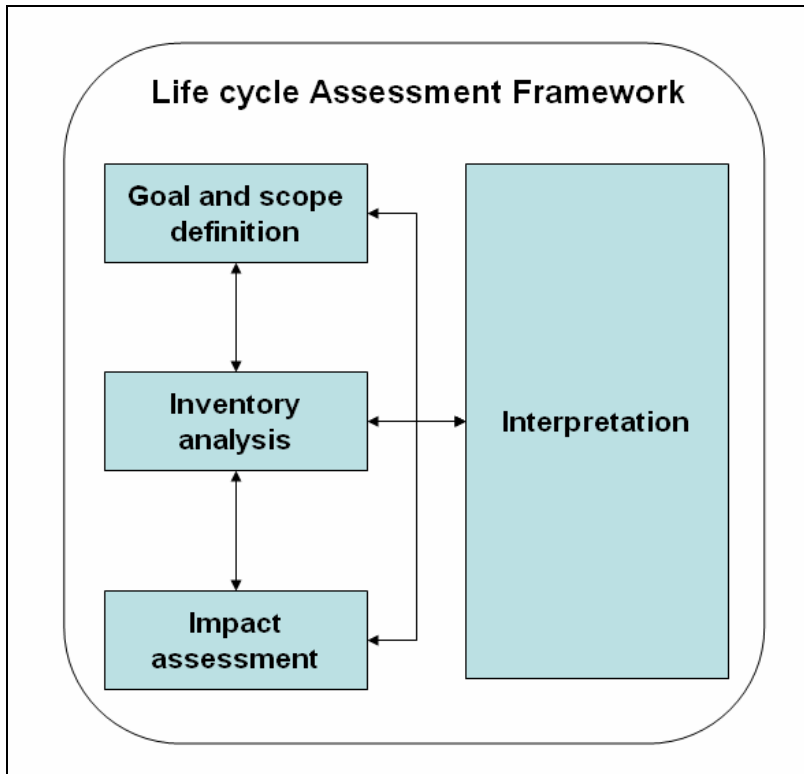 Life cycle Assessment Framework
Goal and scope
definition
Inventory
analysis
Interpretation
Impact
assessment